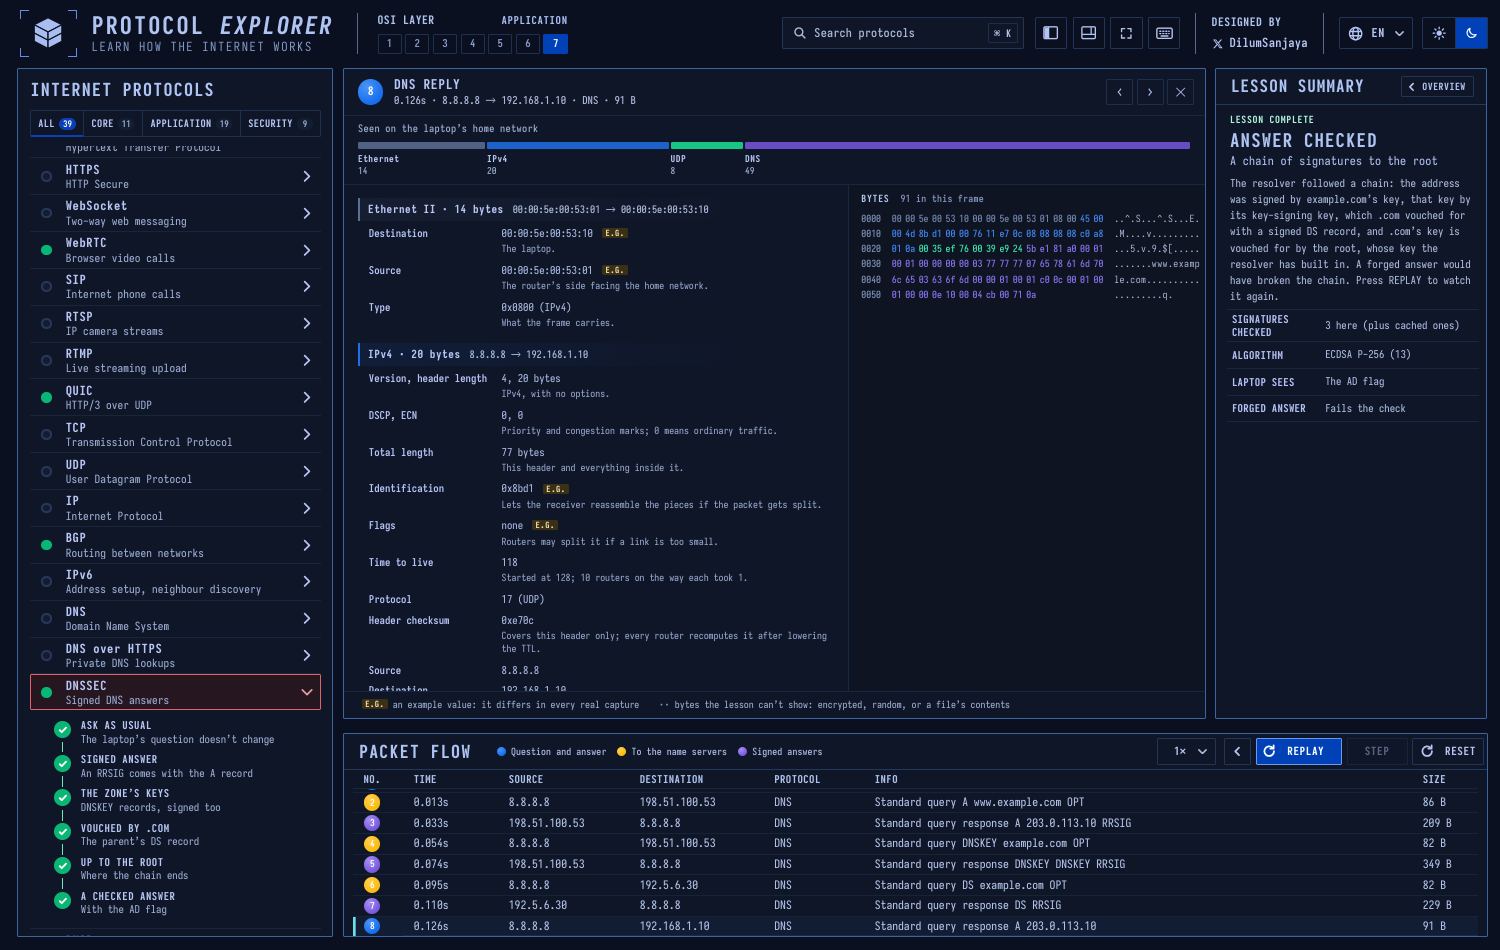 PROTOCOL EXPLORER
LEARN HOW THE INTERNET WORKS
OSI LAYER APPLICATION
1 2 3 4 5 6 7
Search protocols ⌘ K
DESIGNED BY
DilumSanjaya
EN
INTERNET PROTOCOLS
ALL 39 CORE 11 APPLICATION 19 SECURITY 9
Hypertext Transfer Protocol
HTTPS
HTTP Secure
WebSocket
Two-way web messaging
WebRTC
Browser video calls
SIP
Internet phone calls
RTSP
IP camera streams
RTMP
Live streaming upload
QUIC
HTTP/3 over UDP
TCP
Transmission Control Protocol
UDP
User Datagram Protocol
IP
Internet Protocol
BGP
Routing between networks
IPv6
Address setup, neighbour discovery
DNS
Domain Name System
DNS over HTTPS
Private DNS lookups
DNSSEC
Signed DNS answers
ASK AS USUAL
The laptop's question doesn't change
SIGNED ANSWER
An RRSIG comes with the A record
THE ZONE'S KEYS
DNSKEY records, signed too
VOUCHED BY .COM
The parent's DS record
UP TO THE ROOT
Where the chain ends
A CHECKED ANSWER
With the AD flag
8 DNS REPLY
0.126s · 8.8.8.8 → 192.168.1.10 · DNS · 91 B
Seen on the laptop's home network
Ethernet IPv4 UDP DNS
14 20 8 49
Ethernet II · 14 bytes 00:00:5e:00:53:01 → 00:00:5e:00:53:10
Destination 00:00:5e:00:53:10 E.G.
The laptop.
Source 00:00:5e:00:53:01 E.G.
The router's side facing the home network.
Type 0x0800 (IPv4)
What the frame carries.
IPv4 · 20 bytes 8.8.8.8 → 192.168.1.10
Version, header length 4, 20 bytes
IPv4, with no options.
DSCP, ECN 0, 0
Priority and congestion marks; 0 means ordinary traffic.
Total length 77 bytes
This header and everything inside it.
Identification 0x8bd1 E.G.
Lets the receiver reassemble the pieces if the packet gets split.
Flags none E.G.
Routers may split it if a link is too small.
Time to live 118
Started at 128; 10 routers on the way each took 1.
Protocol 17 (UDP)
Header checksum 0xe70c
Covers this header only; every router recomputes it after lowering
the TTL.
Source 8.8.8.8
Destination 192.168.1.10
E.G. an example value: it differs in every real capture ·· bytes the lesson can't show: encrypted, random, or a file's contents
BYTES 91 in this frame
0000 00 00 5e 00 53 10 00 00 5e 00 53 01 08 00 45 00 ..^.S...^.S...E.
0010 00 4d 8b d1 00 00 76 11 e7 0c 08 08 08 08 c0 a8 .M....v.........
0020 01 0a 00 35 ef 76 00 39 e9 24 5b e1 81 a0 00 01 ...5.v.9.$[.....
0030 00 01 00 00 00 00 03 77 77 77 07 65 78 61 6d 70 .......www.examp
0040 6c 65 03 63 6f 6d 00 00 01 00 01 c0 0c 00 01 00 le.com..........
0050 01 00 00 0e 10 00 04 cb 00 71 0a .........q.
LESSON SUMMARY OVERVIEW
LESSON COMPLETE
ANSWER CHECKED
A chain of signatures to the root
The resolver followed a chain: the address
was signed by example.com's key, that key by
its key-signing key, which .com vouched for
with a signed DS record, and .com's key is
vouched for by the root, whose key the
resolver has built in. A forged answer would
have broken the chain. Press REPLAY to watch
it again.
SIGNATURES
CHECKED 3 here (plus cached ones)
ALGORITHM ECDSA P-256 (13)
LAPTOP SEES The AD flag
FORGED ANSWER Fails the check
PACKET FLOW Question and answer To the name servers Signed answers 1× REPLAY STEP RESET
NO. TIME SOURCE DESTINATION PROTOCOL INFO SIZE
2 0.013s 8.8.8.8 198.51.100.53 DNS Standard query A www.example.com OPT 86 B
3 0.033s 198.51.100.53 8.8.8.8 DNS Standard query response A 203.0.113.10 RRSIG 209 B
4 0.054s 8.8.8.8 198.51.100.53 DNS Standard query DNSKEY example.com OPT 82 B
5 0.074s 198.51.100.53 8.8.8.8 DNS Standard query response DNSKEY DNSKEY RRSIG 349 B
6 0.095s 8.8.8.8 192.5.6.30 DNS Standard query DS example.com OPT 82 B
7 0.110s 192.5.6.30 8.8.8.8 DNS Standard query response DS RRSIG 229 B
8 0.126s 8.8.8.8 192.168.1.10 DNS Standard query response A 203.0.113.10 91 B